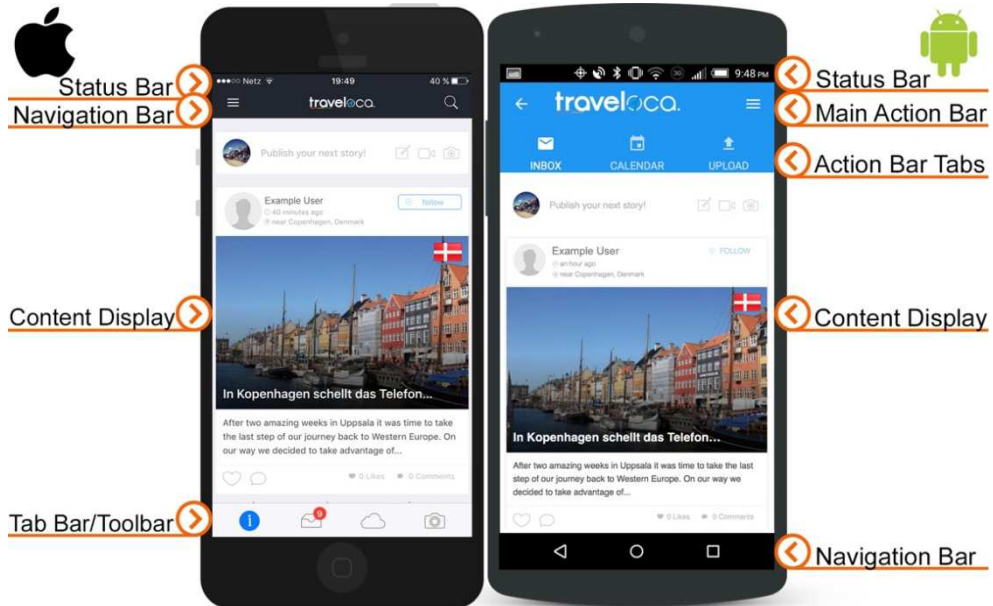 Status Bar
Navigation Bar
Content Display
Tab Bar/Toolbar
Netz
19:49
40 %
traveloca.
Publish your next story!
Example User
40 minutes ago
near Copenhagen, Denmark
follow
In Kopenhagen schellt das Telefon...
After two amazing weeks in Uppsala it was time to take
the last step of our journey back to Western Europe. On
our way we decided to take advantage of...
0 Likes
0 Comments
i
9
3G
9:48 PM
traveloca.
INBOX
CALENDAR
UPLOAD
Publish your next story!
Example User
an hour ago
near Copenhagen, Denmark
FOLLOW
In Kopenhagen schellt das Telefon...
After two amazing weeks in Uppsala it was time to take the last
step of our journey back to Western Europe. On our way we
decided to take advantage of...
0 Likes
0 Comments
Status Bar
Main Action Bar
Action Bar Tabs
Content Display
Navigation Bar